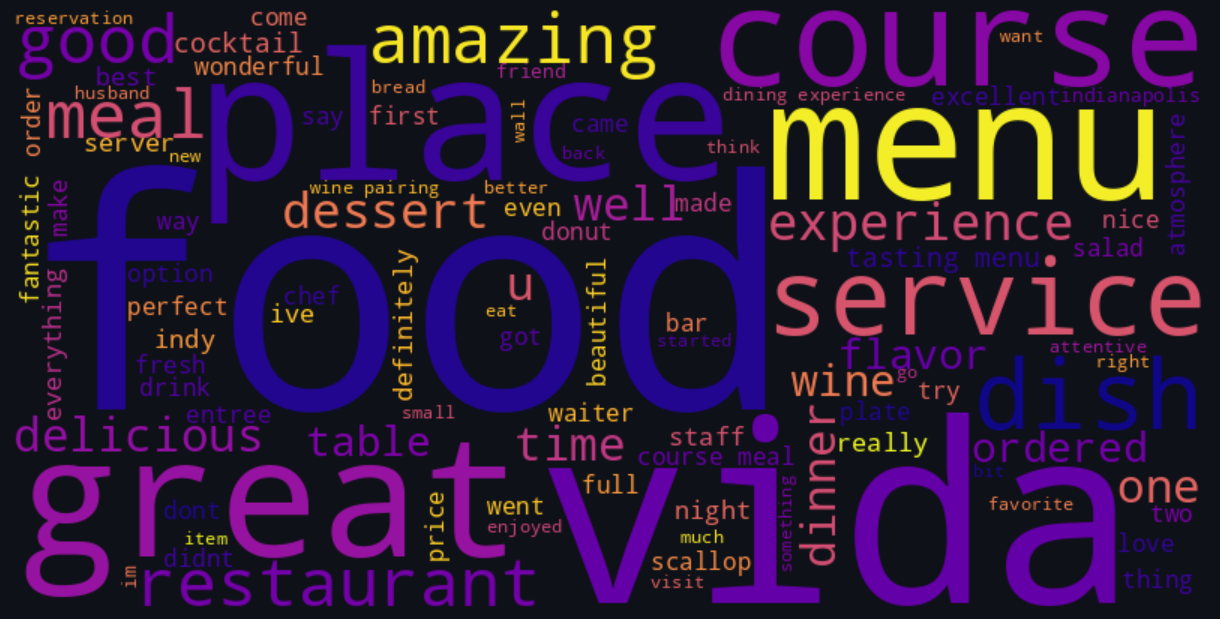 reservation
come
good
cocktail
amazing
course
want
best
wonderful
friend
husband
bread
dining experience
excellent
indianapolis
order
meal
place
say
first
wall
came
menu
server
new
back
think
atmosphere
fantastic
make
wine pairing
better
dessert
even
well
made
experience
nice
way
donut
tasting menu
salad
food
option
chef
definitely
u
beautiful
service
everything
perfect
ive
eat
bar
indy
got
started
flavor
attentive
right
fresh
drink
wine
go
try
dish
entree
small
waiter
dinner
plate
delicious
table
time
staff
really
ordered
course meal
great
vida
bit
full
something
one
price
went
night
favorite
two
dont
enjoyed
item
much
love
didnt
scallop
im
restaurant
visit
thing